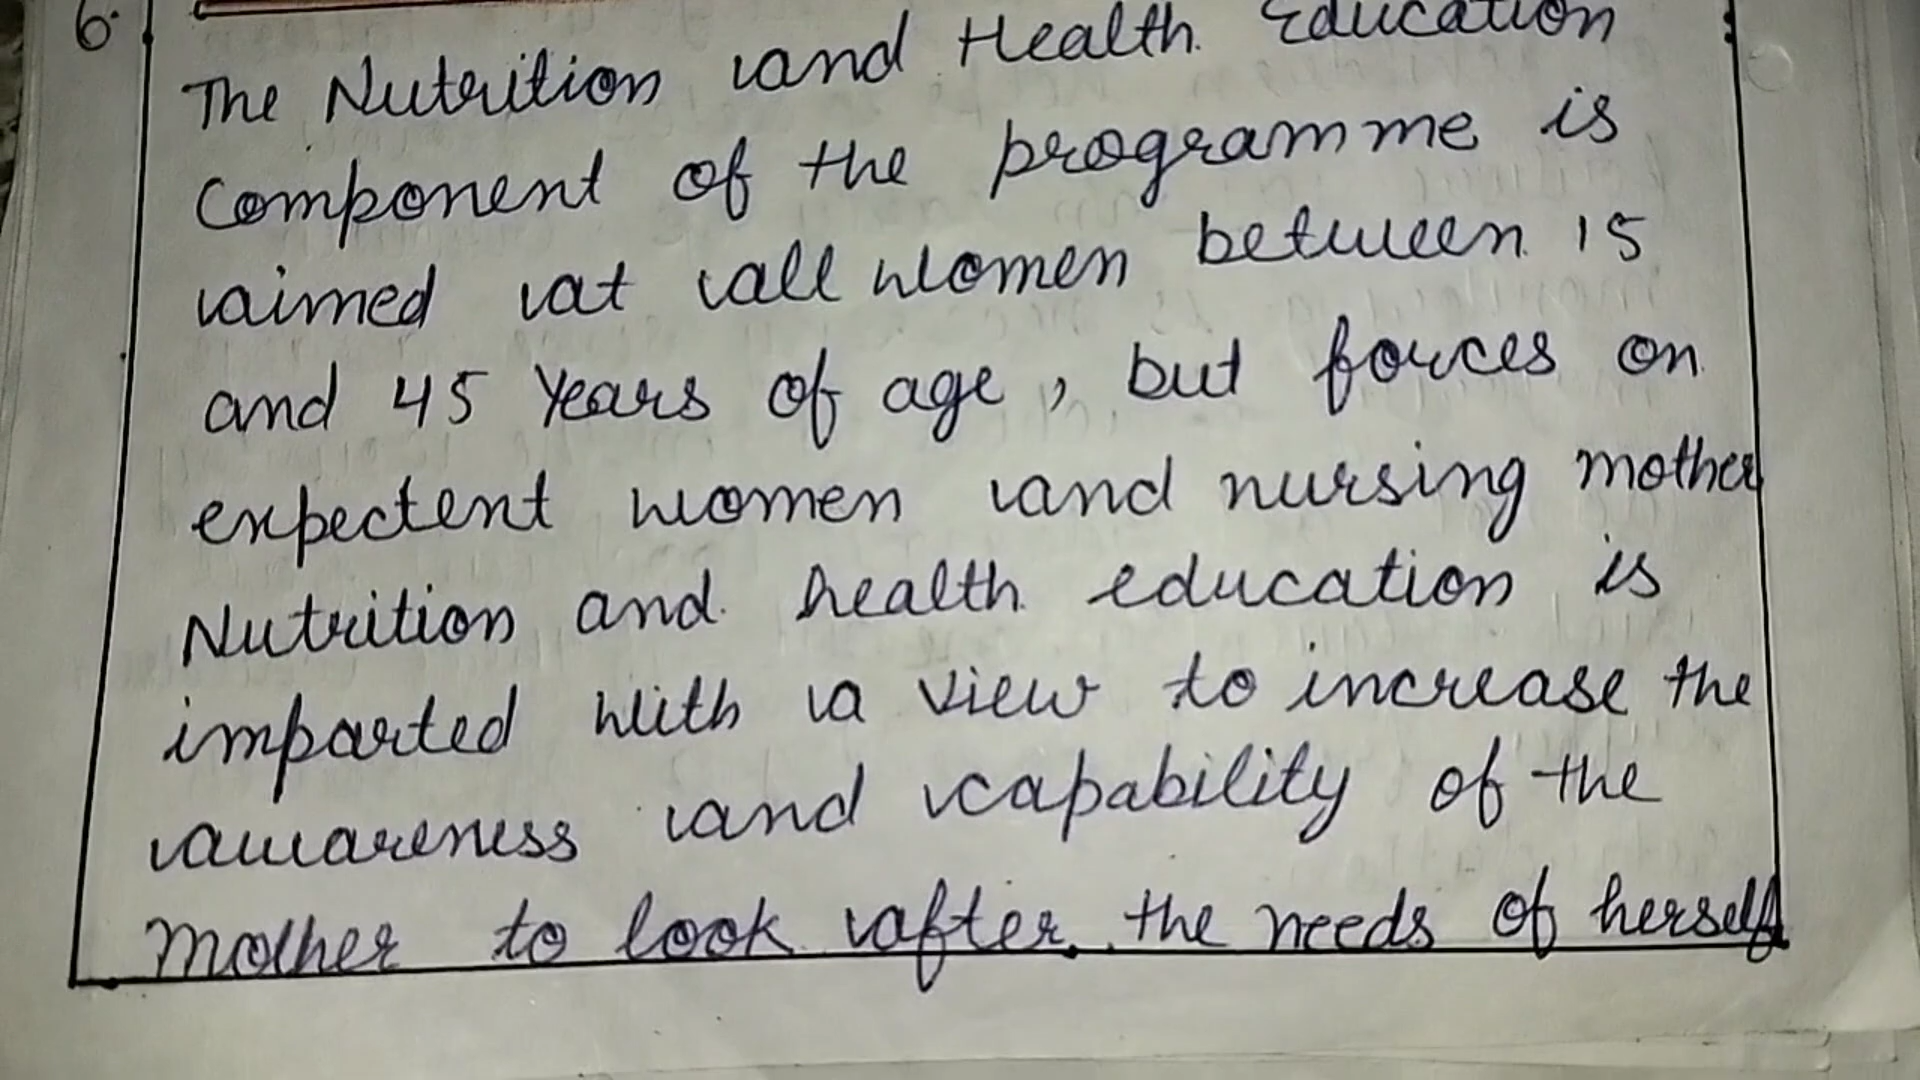 6.
The Nutrition and Health Education
component of the programme is
aimed at all women between 15
and 45 years of age, but fouces on
expectent women and nursing mother
Nutrition and health education is
imparted with a view to increase the
awareness and capability of the
mother to look after the needs of herself